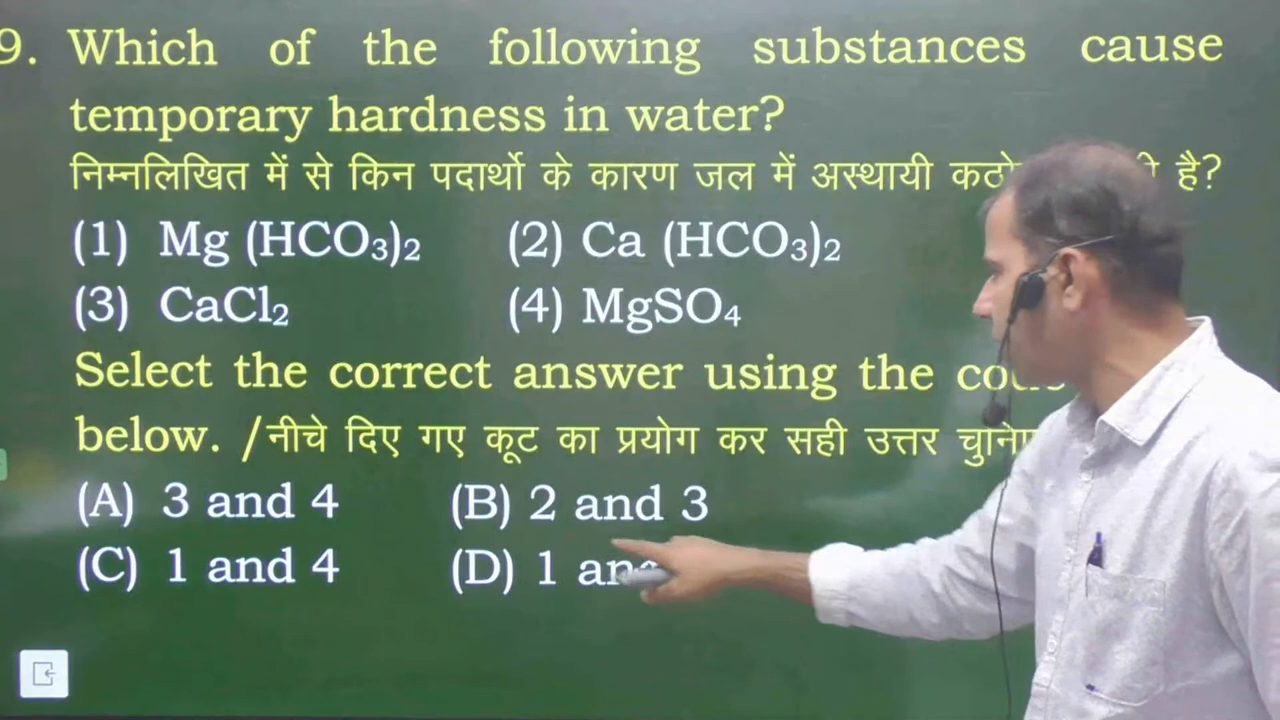 9. Which of the following substances cause
temporary hardness in water?
निम्नलिखित में से किन पदार्थो के कारण जल में अस्थायी है?
(1) Mg (HCO₃)₂ (2) Ca (HCO₃)₂
(3) CaCl₂ (4) MgSO₄
Select the correct answer using the
below. /नीचे दिए गए कूट का प्रयोग कर सही उत्तर
(A) 3 and 4 (B) 2 and 3
(C) 1 and 4 (D) 1